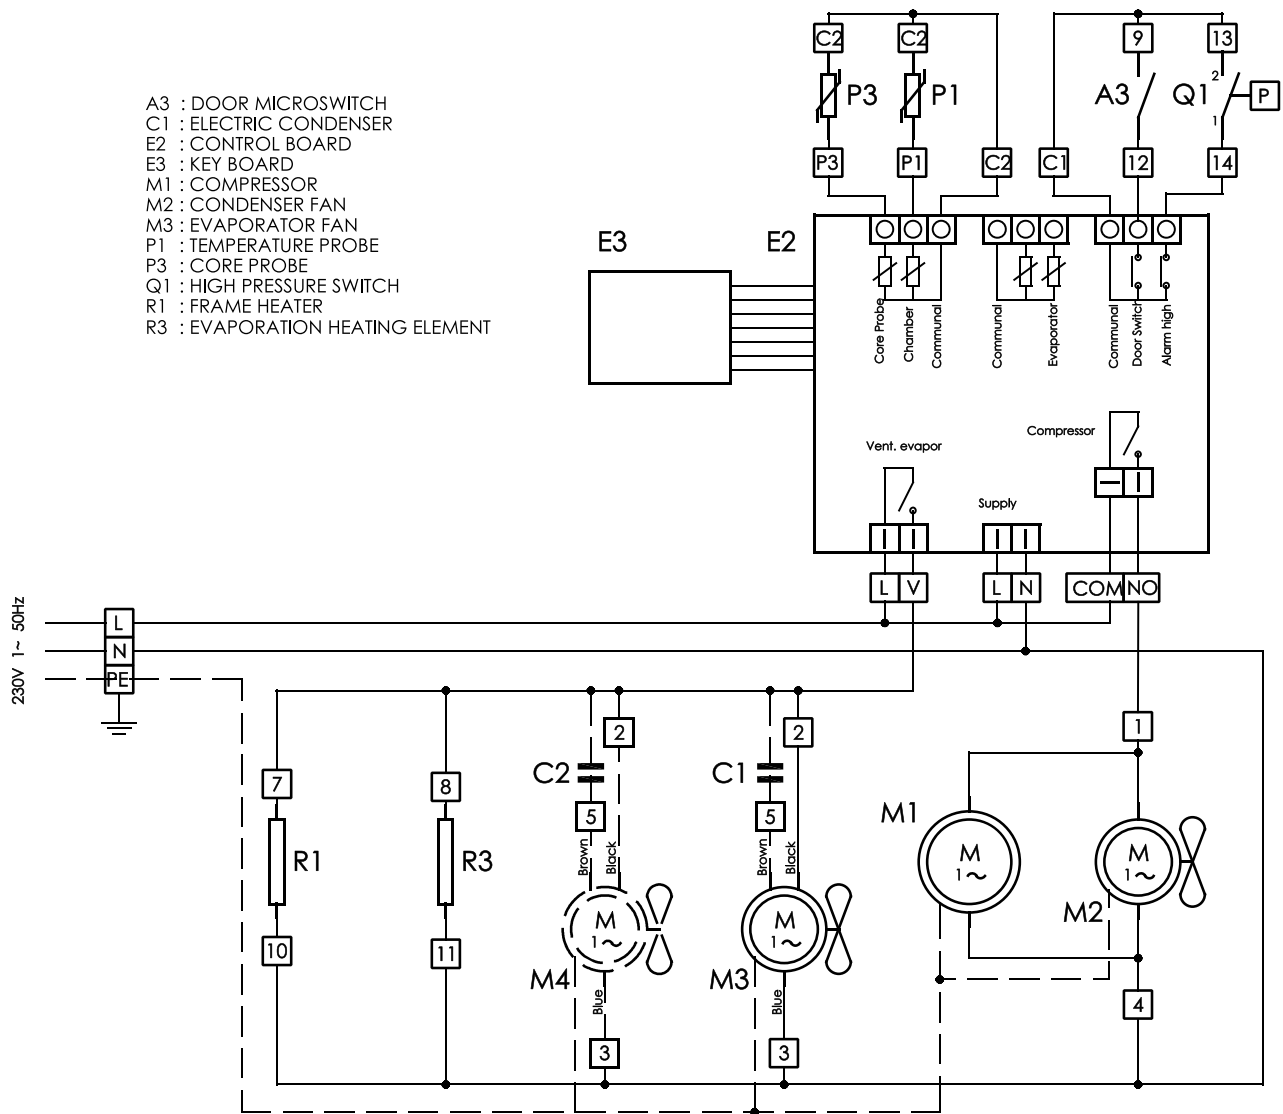 C2
C2
9
13
P3
P1
A3
Q1
2
1
P
P3
P1
C2
C1
12
14
A3 : DOOR MICROSWITCH
C1 : ELECTRIC CONDENSER
E2 : CONTROL BOARD
E3 : KEY BOARD
M1 : COMPRESSOR
M2 : CONDENSER FAN
M3 : EVAPORATOR FAN
P1 : TEMPERATURE PROBE
P3 : CORE PROBE
Q1 : HIGH PRESSURE SWITCH
R1 : FRAME HEATER
R3 : EVAPORATION HEATING ELEMENT
E3
E2
Core Probe
Chamber
Communal
Communal
Evaporator
Communal
Door Switch
Alarm high
Vent. evapor
Supply
Compressor
L
V
L
N
COM
NO
230V 1~ 50Hz
L
N
PE
7
8
2
2
1
C2
C1
5
5
Brown
Black
Brown
Black
R1
R3
M
1~
M
1~
M1
M
1~
M
1~
M2
10
11
M4
M3
Blue
Blue
4
3
3